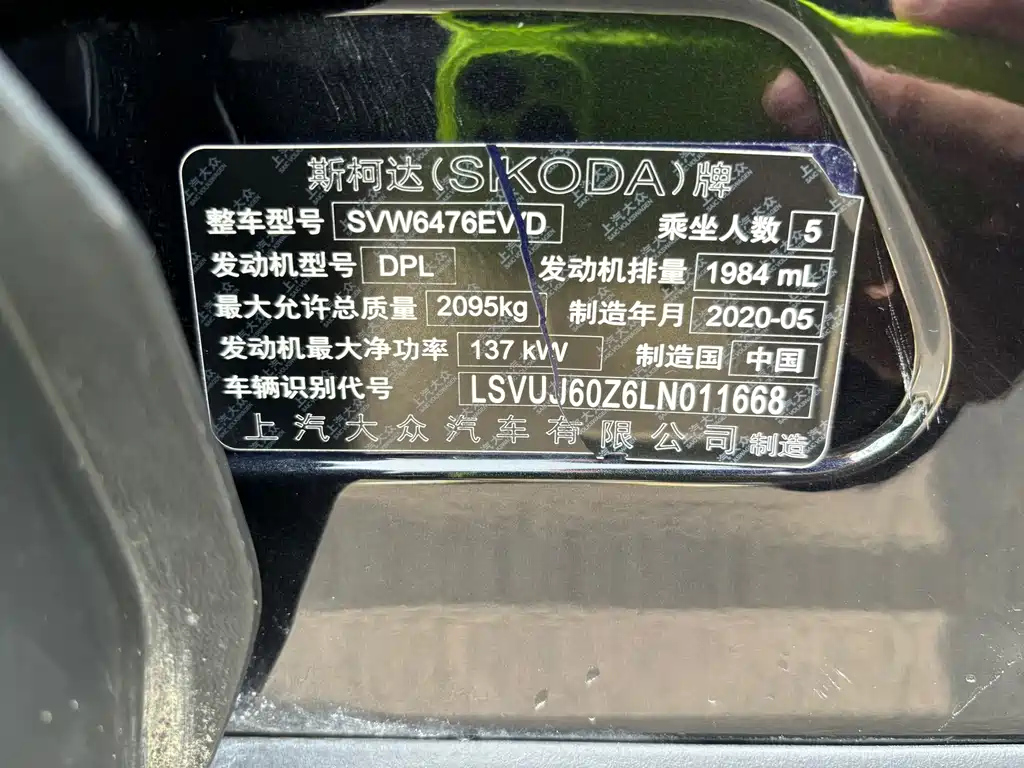 斯柯达(SKODA)牌
整车型号 SVW6476EVD 乘坐人数 5
发动机型号 DPL 发动机排量 1984 mL
最大允许总质量 2095kg 制造年月 2020-05
发动机最大净功率 137 kW 制造国 中国
车辆识别代号 LSVUJ60Z6LN011668
上汽大众汽车有限公司 制造